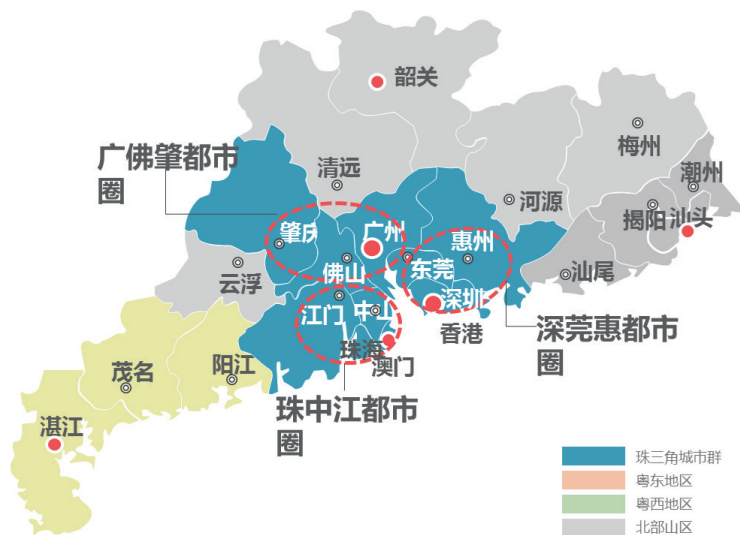 韶关
梅州
广佛肇都市
圈
清远
潮州
河源
揭阳
汕头
肇庆
广州
惠州
佛山
东莞
云浮
汕尾
深圳
江门
中山
香港
深莞惠都市
圈
珠海
澳门
茂名
阳江
珠中江都市
圈
湛江
珠三角城市群
粤东地区
粤西地区
北部山区